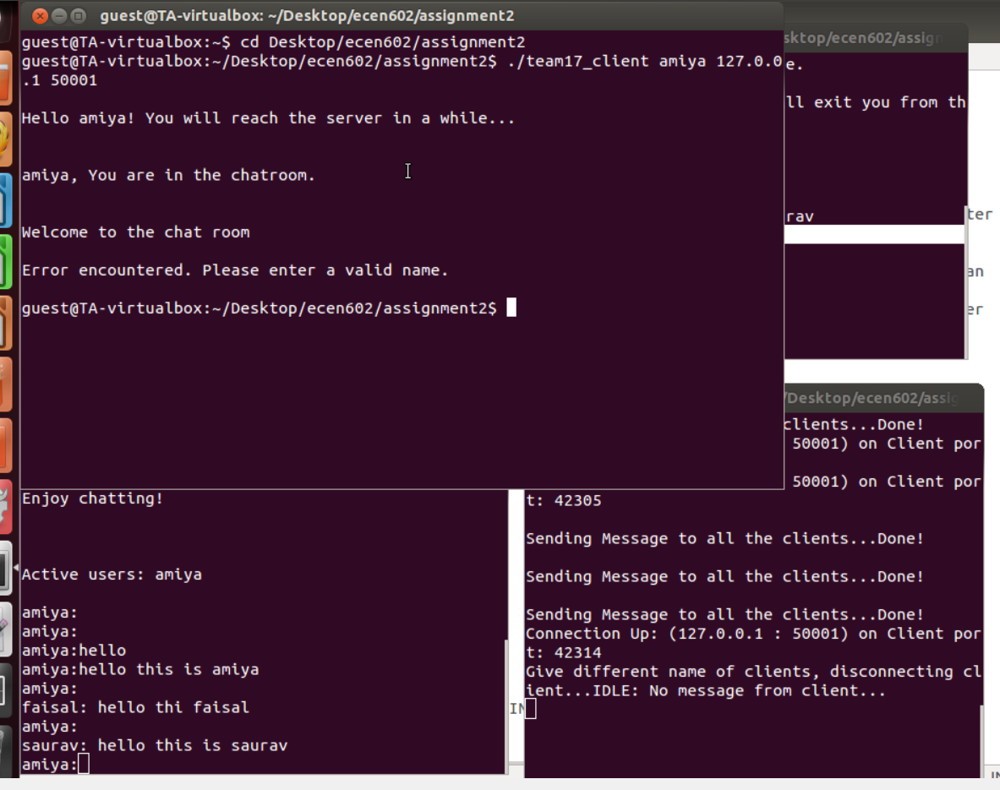 guest@TA-virtualbox: ~/Desktop/ecen602/assignment2
guest@TA-virtualbox:~$ cd Desktop/ecen602/assignment2
guest@TA-virtualbox:~/Desktop/ecen602/assignment2$ ./team17_client amiya 127.0.0
.1 50001
Hello amiya! You will reach the server in a while...
amiya, You are in the chatroom.
Welcome to the chat room
Error encountered. Please enter a valid name.
guest@TA-virtualbox:~/Desktop/ecen602/assignment2$
sktop/ecen602/assign
e.
ll exit you from th
rav
ter
an
er
Enjoy chatting!
Active users: amiya
amiya:
amiya:
amiya:hello
amiya:hello this is amiya
amiya:
faisal: hello thi faisal
amiya:
saurav: hello this is saurav
amiya:
/Desktop/ecen602/assig
clients...Done!
50001) on Client por
50001) on Client por
t: 42305
Sending Message to all the clients...Done!
Sending Message to all the clients...Done!
Sending Message to all the clients...Done!
Connection Up: (127.0.0.1 : 50001) on Client por
t: 42314
Give different name of clients, disconnecting cl
ient...IDLE: No message from client...
IN
IN